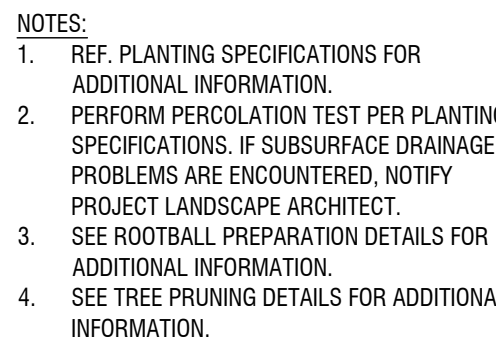 NOTES:
1. REF. PLANTING SPECIFICATIONS FOR
ADDITIONAL INFORMATION.
2. PERFORM PERCOLATION TEST PER PLANTING
SPECIFICATIONS. IF SUBSURFACE DRAINAGE
PROBLEMS ARE ENCOUNTERED, NOTIFY
PROJECT LANDSCAPE ARCHITECT.
3. SEE ROOTBALL PREPARATION DETAILS FOR
ADDITIONAL INFORMATION.
4. SEE TREE PRUNING DETAILS FOR ADDITIONA
INFORMATION.